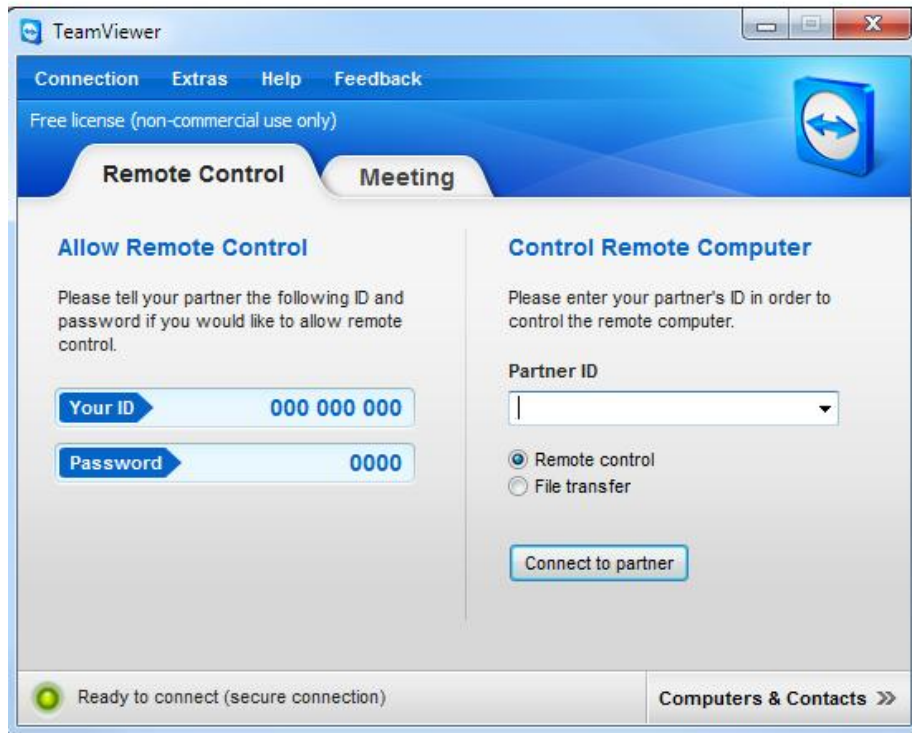 TeamViewer
Connection Extras Help Feedback
Free license (non-commercial use only)
Remote Control Meeting
Allow Remote Control
Please tell your partner the following ID and
password if you would like to allow remote
control.
Your ID 000 000 000
Password 0000
Control Remote Computer
Please enter your partner's ID in order to
control the remote computer.
Partner ID
Remote control
File transfer
Connect to partner
Ready to connect (secure connection)
Computers & Contacts >>